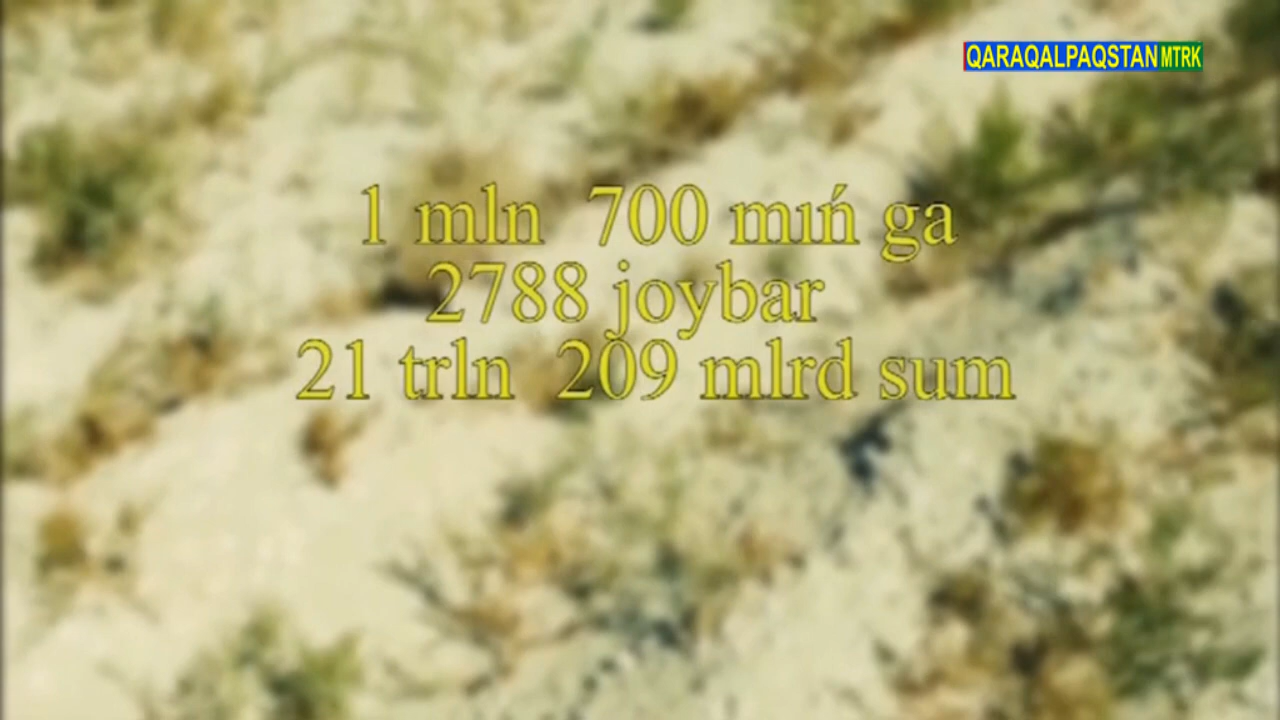 QARAQALPAQSTAN MTRK
1 mln 700 mıń ga
2788 joybar
21 trln 209 mlrd sum